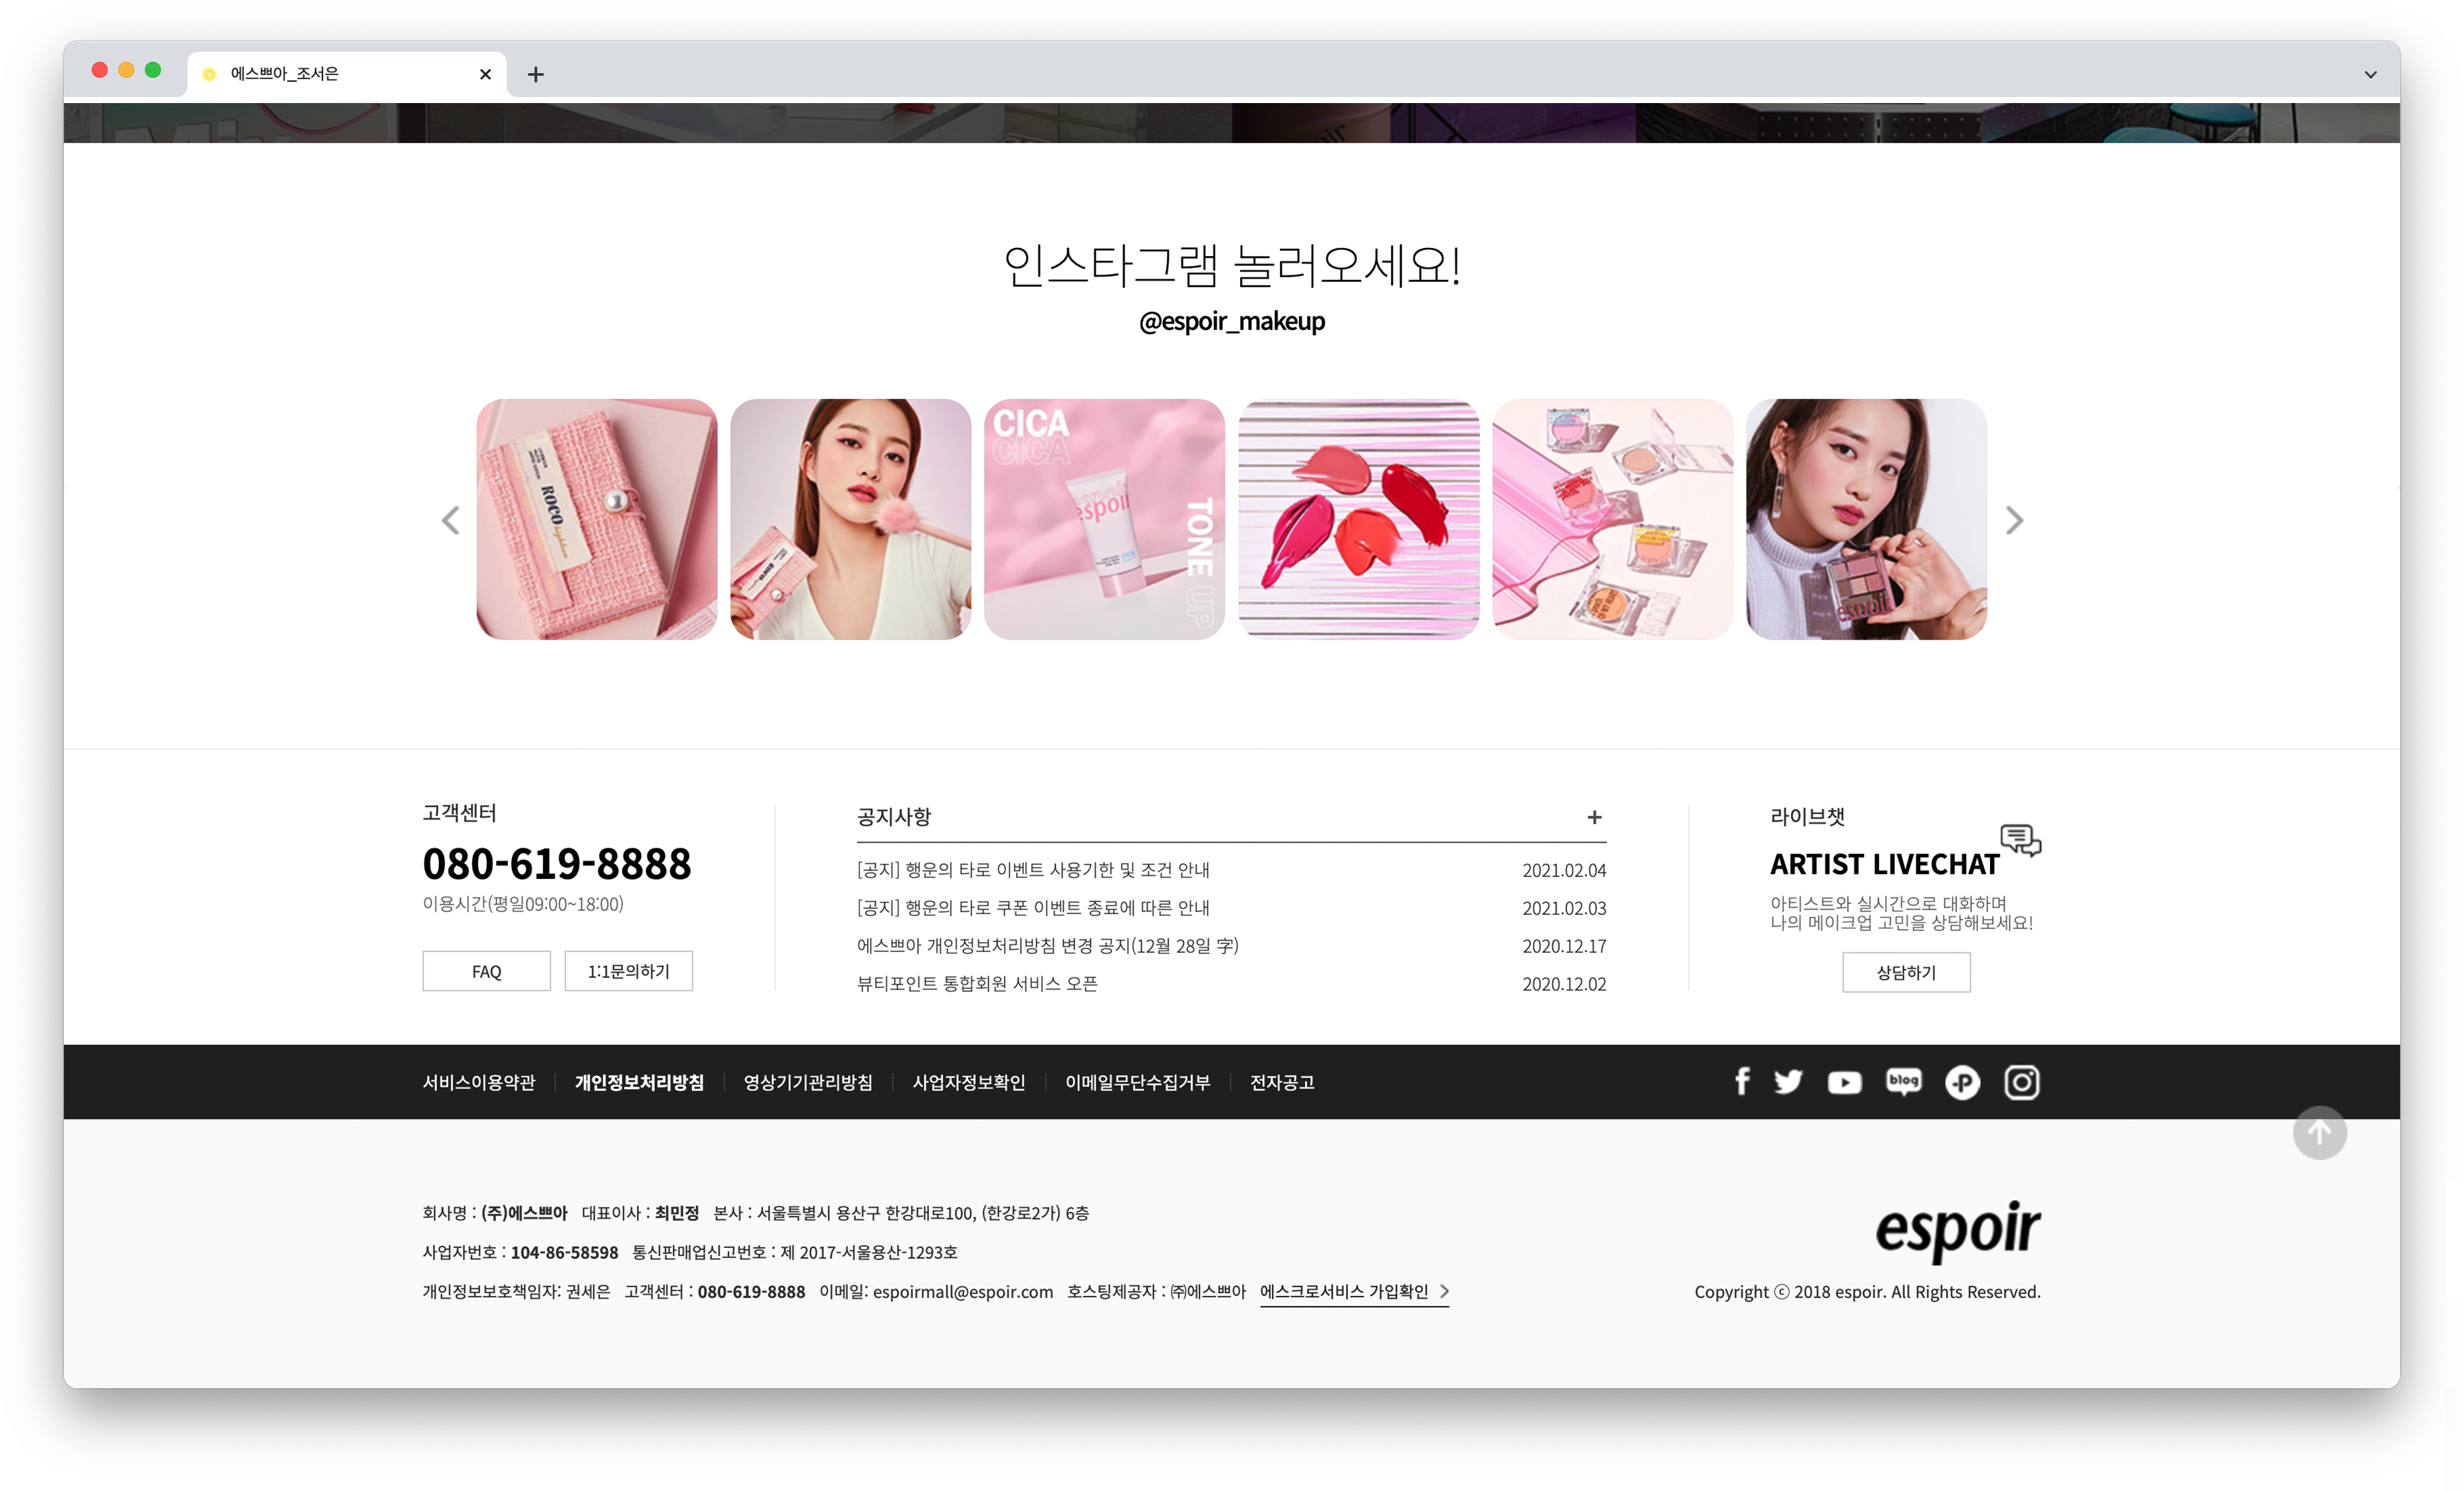 에스쁘아_조서은
인스타그램 놀러오세요!
@espoir_makeup
ROCO
CICA
CICA
espoir
CICA
TONE UP
espoir
고객센터
080-619-8888
이용시간(평일09:00~18:00)
FAQ
1:1문의하기
공지사항
[공지] 행운의 타로 이벤트 사용기한 및 조건 안내 2021.02.04
[공지] 행운의 타로 쿠폰 이벤트 종료에 따른 안내 2021.02.03
에스쁘아 개인정보처리방침 변경 공지(12월 28일 字) 2020.12.17
뷰티포인트 통합회원 서비스 오픈 2020.12.02
라이브챗
ARTIST LIVECHAT
아티스트와 실시간으로 대화하며
나의 메이크업 고민을 상담해보세요!
상담하기
서비스이용약관 개인정보처리방침 영상기기관리방침 사업자정보확인 이메일무단수집거부 전자공고
blog
회사명 : (주)에스쁘아 대표이사 : 최민정 본사 : 서울특별시 용산구 한강대로100, (한강로2가) 6층
사업자번호 : 104-86-58598 통신판매업신고번호 : 제 2017-서울용산-1293호
개인정보보호책임자: 권세은 고객센터 : 080-619-8888 이메일: espoirmall@espoir.com 호스팅제공자 : ㈜에스쁘아 에스크로서비스 가입확인
espoir
Copyright ⓒ 2018 espoir. All Rights Reserved.